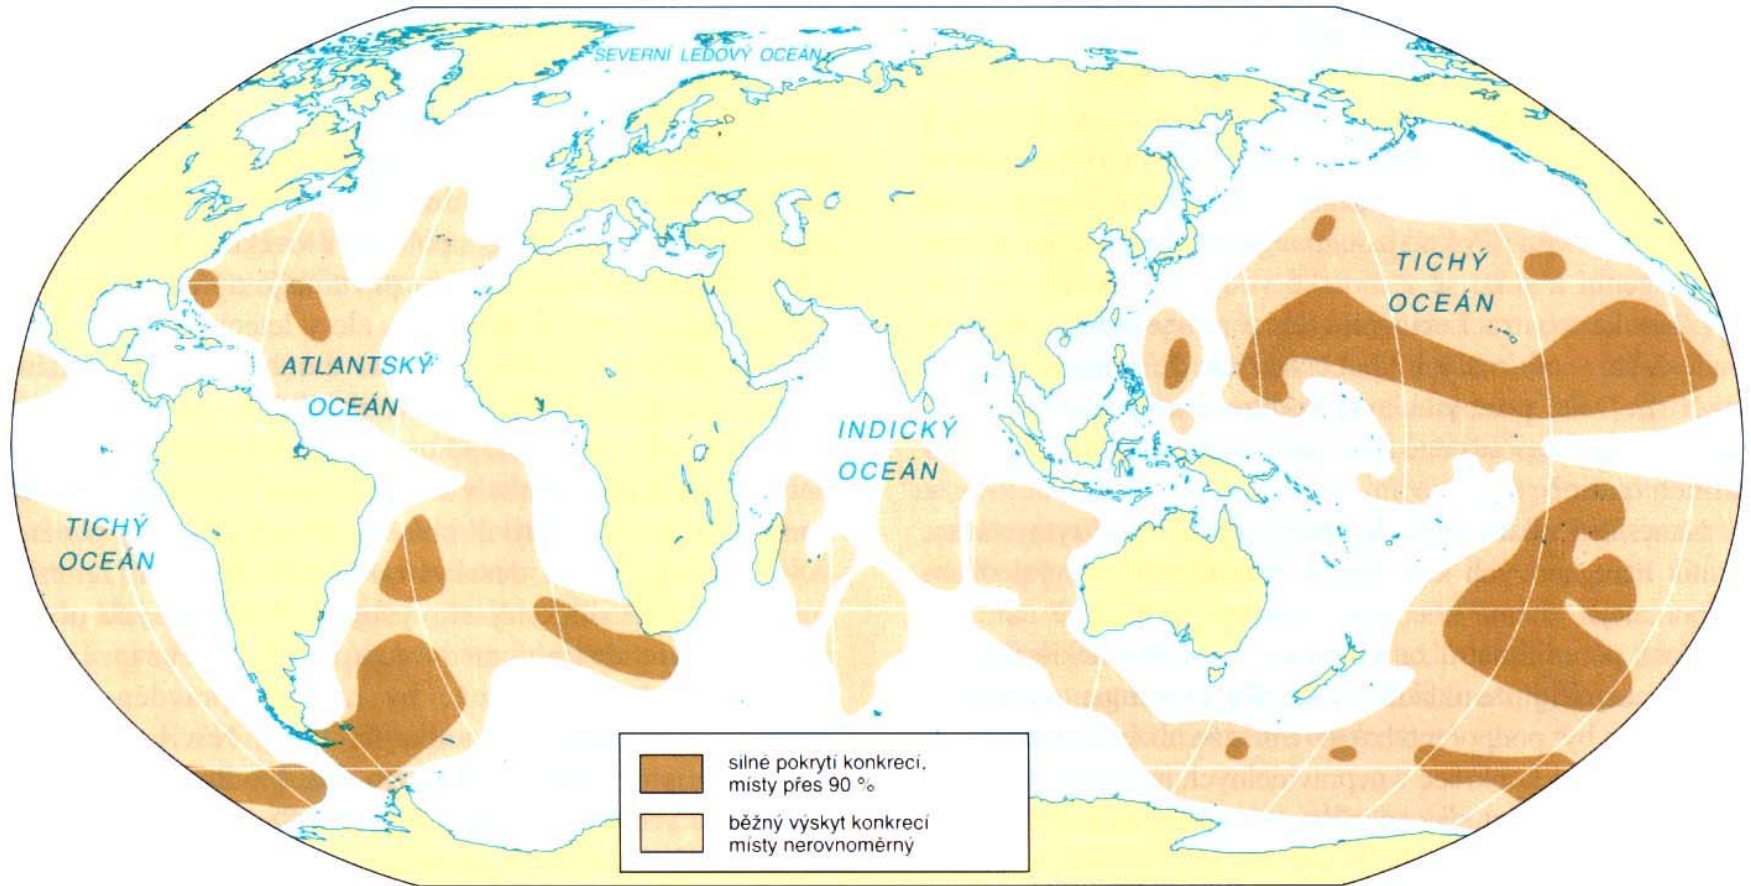 SEVERNÍ LEDOVÝ OCEÁN
TICHÝ
OCEÁN
ATLANTSKÝ
OCEÁN
INDICKÝ
OCEÁN
TICHÝ
OCEÁN
silné pokrytí konkrecí,
místy přes 90 %
běžný výskyt konkrecí
místy nerovnoměrný